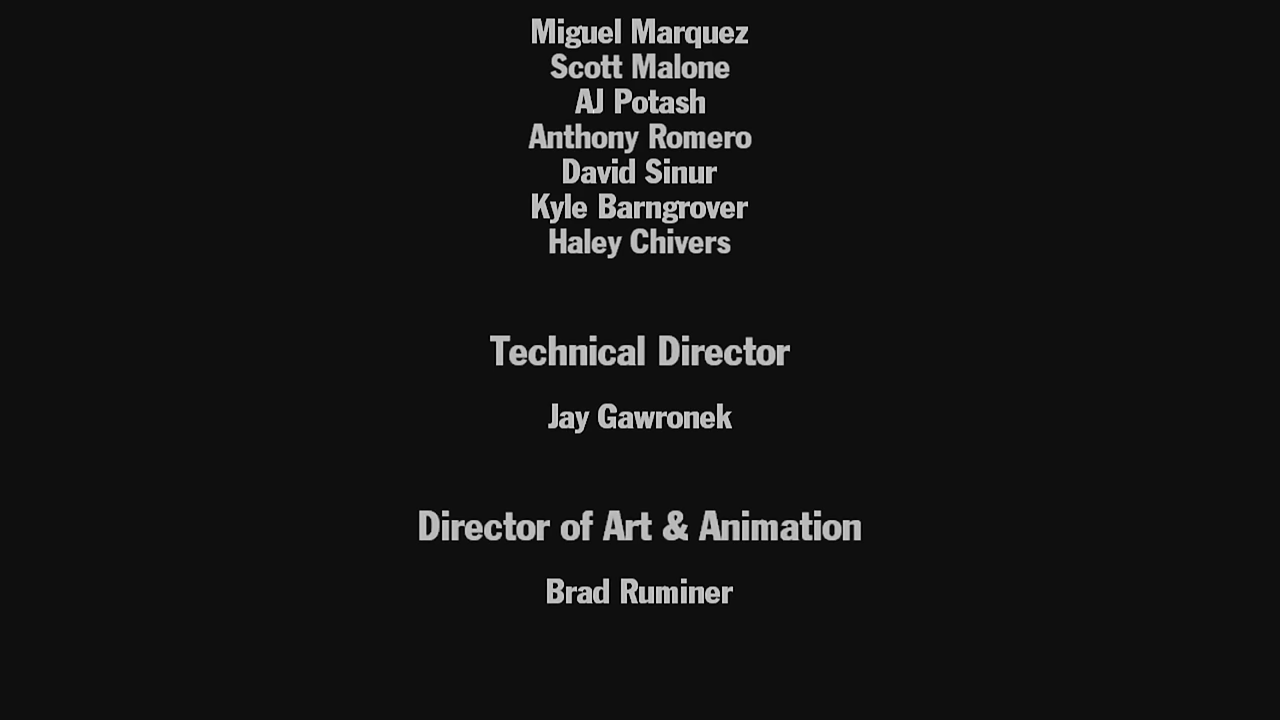 Miguel Marquez
Scott Malone
AJ Potash
Anthony Romero
David Sinur
Kyle Barngrover
Haley Chivers
Technical Director
Jay Gawronek
Director of Art & Animation
Brad Ruminer